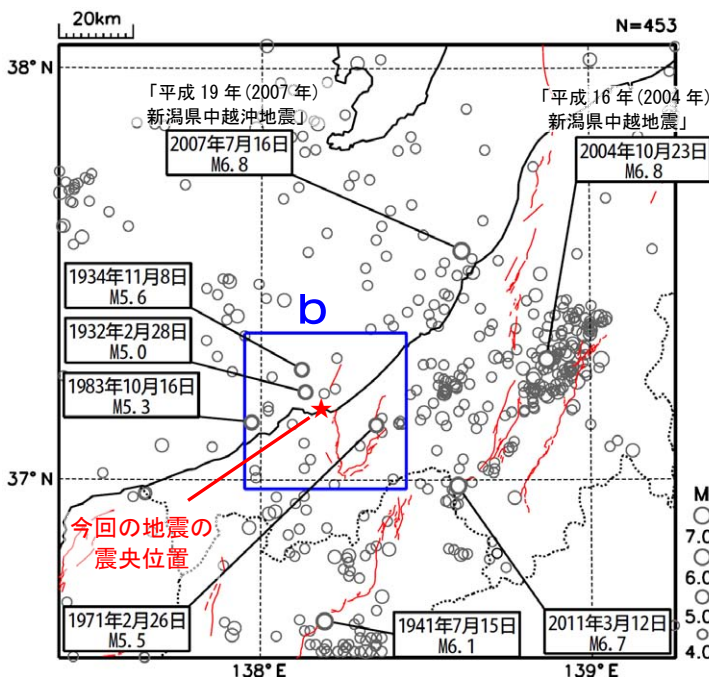 20km
N=453
38°N
「平成 19 年(2007 年)
新潟県中越沖地震」
2007年7月16日
M6.8
「平成 16 年(2004 年)
新潟県中越地震」
2004年10月23日
M6.8
1934年11月8日
M5.6
b
1932年2月28日
M5.0
1983年10月16日
M5.3
37°N
今回の地震の
震央位置
M
7.0
6.0
5.0
4.0
1971年2月26日
M5.5
1941年7月15日
M6.1
2011年3月12日
M6.7
138°E
139°E